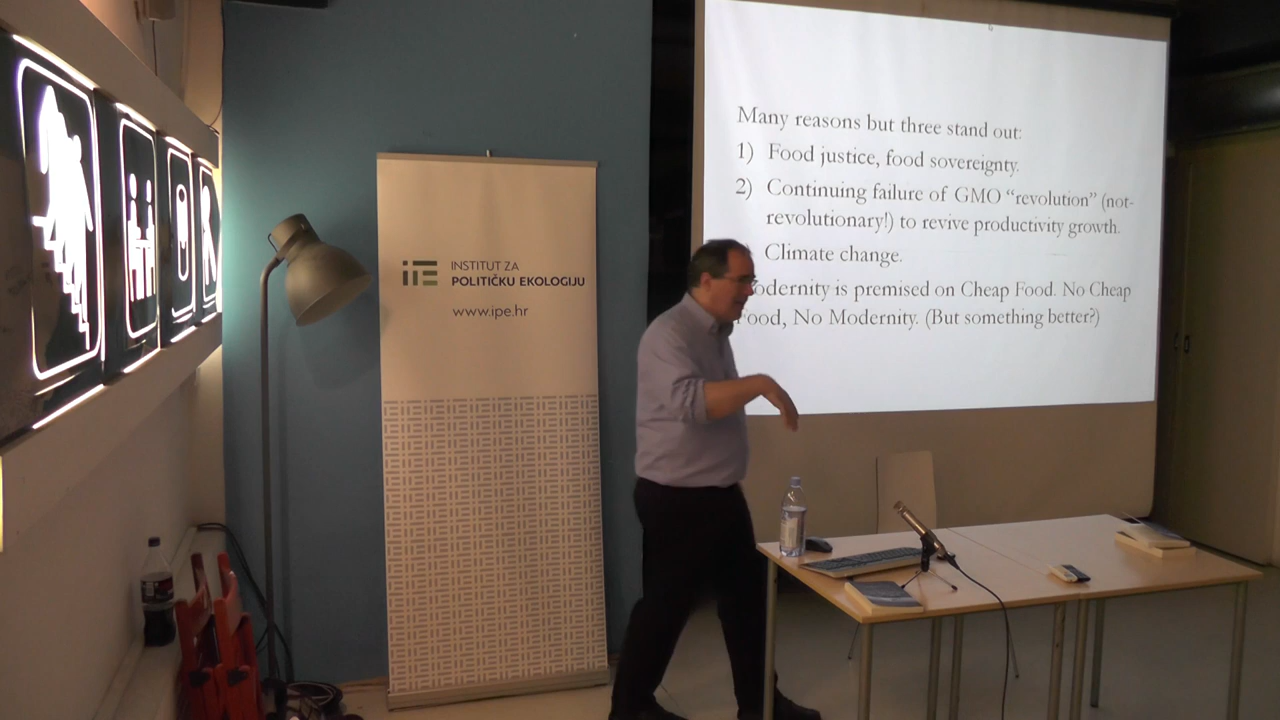 INSTITUT ZA
POLITIČKU EKOLOGIJU
www.ipe.hr
Many reasons but three stand out:
1) Food justice, food sovereignty.
2) Continuing failure of GMO “revolution” (not-
revolutionary!) to revive productivity growth.
Climate change.
odernity is premised on Cheap Food. No Cheap
Food, No Modernity. (But something better?)